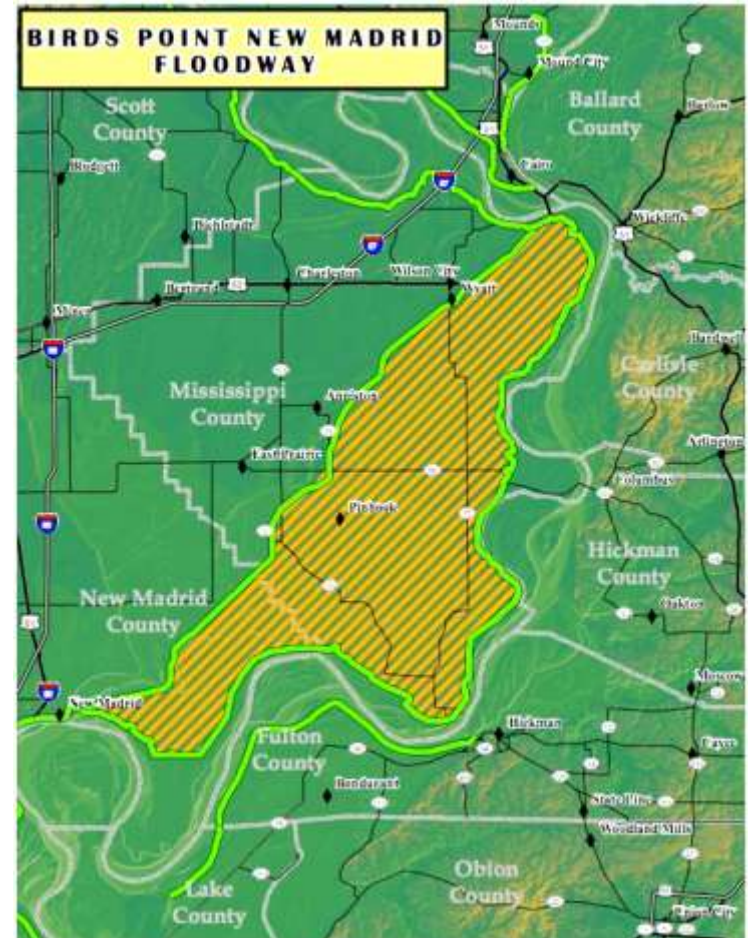 BIRDS POINT NEW MADRID
FLOODWAY
Mounds
Mound City
Scott
County
Ballard
County
Barlow
Blodgett
Cairo
Wickliffe
Charleston
Wilson City
Bertrand
Wyatt
Miner
Bardwell
Carlisle
County
Mississippi
County
Anniston
Arlington
East Prairie
Columbus
Pinhook
Hickman
County
New Madrid
County
Oakton
Moscow
New Madrid
Hickman
Fulton
County
Cayce
Bondurant
State Line
Woodland Mills
Obion
County
Lake
County
Union City